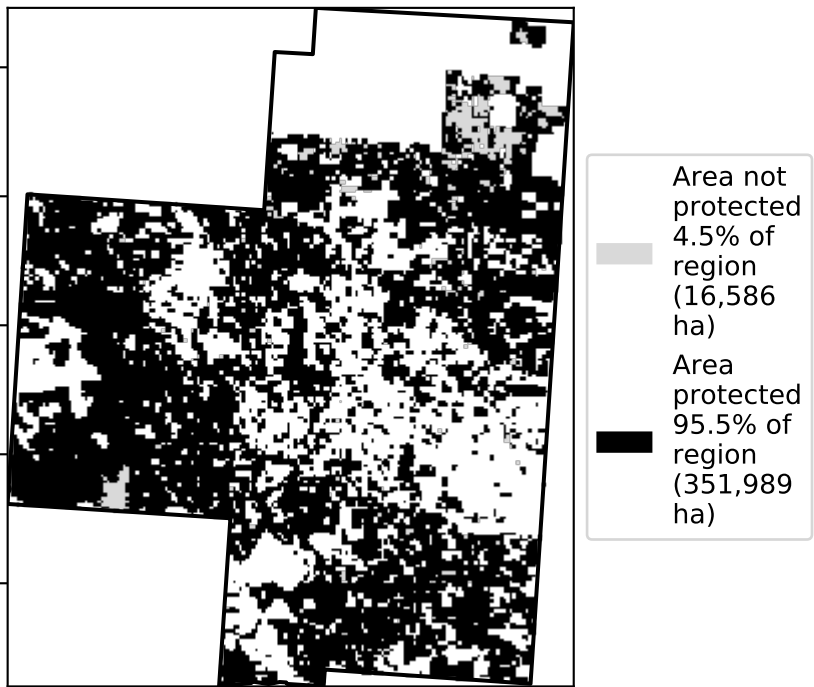 Area not
protected
4.5% of
region
(16,586
ha)
Area
protected
95.5% of
region
(351,989
ha)